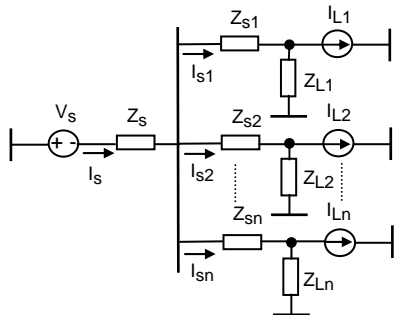 Zs1 IL1
Is1 ZL1
Vs Zs Zs2 IL2
Is Is2 ZL2
Zsn ILn
Isn ZLn
+ -